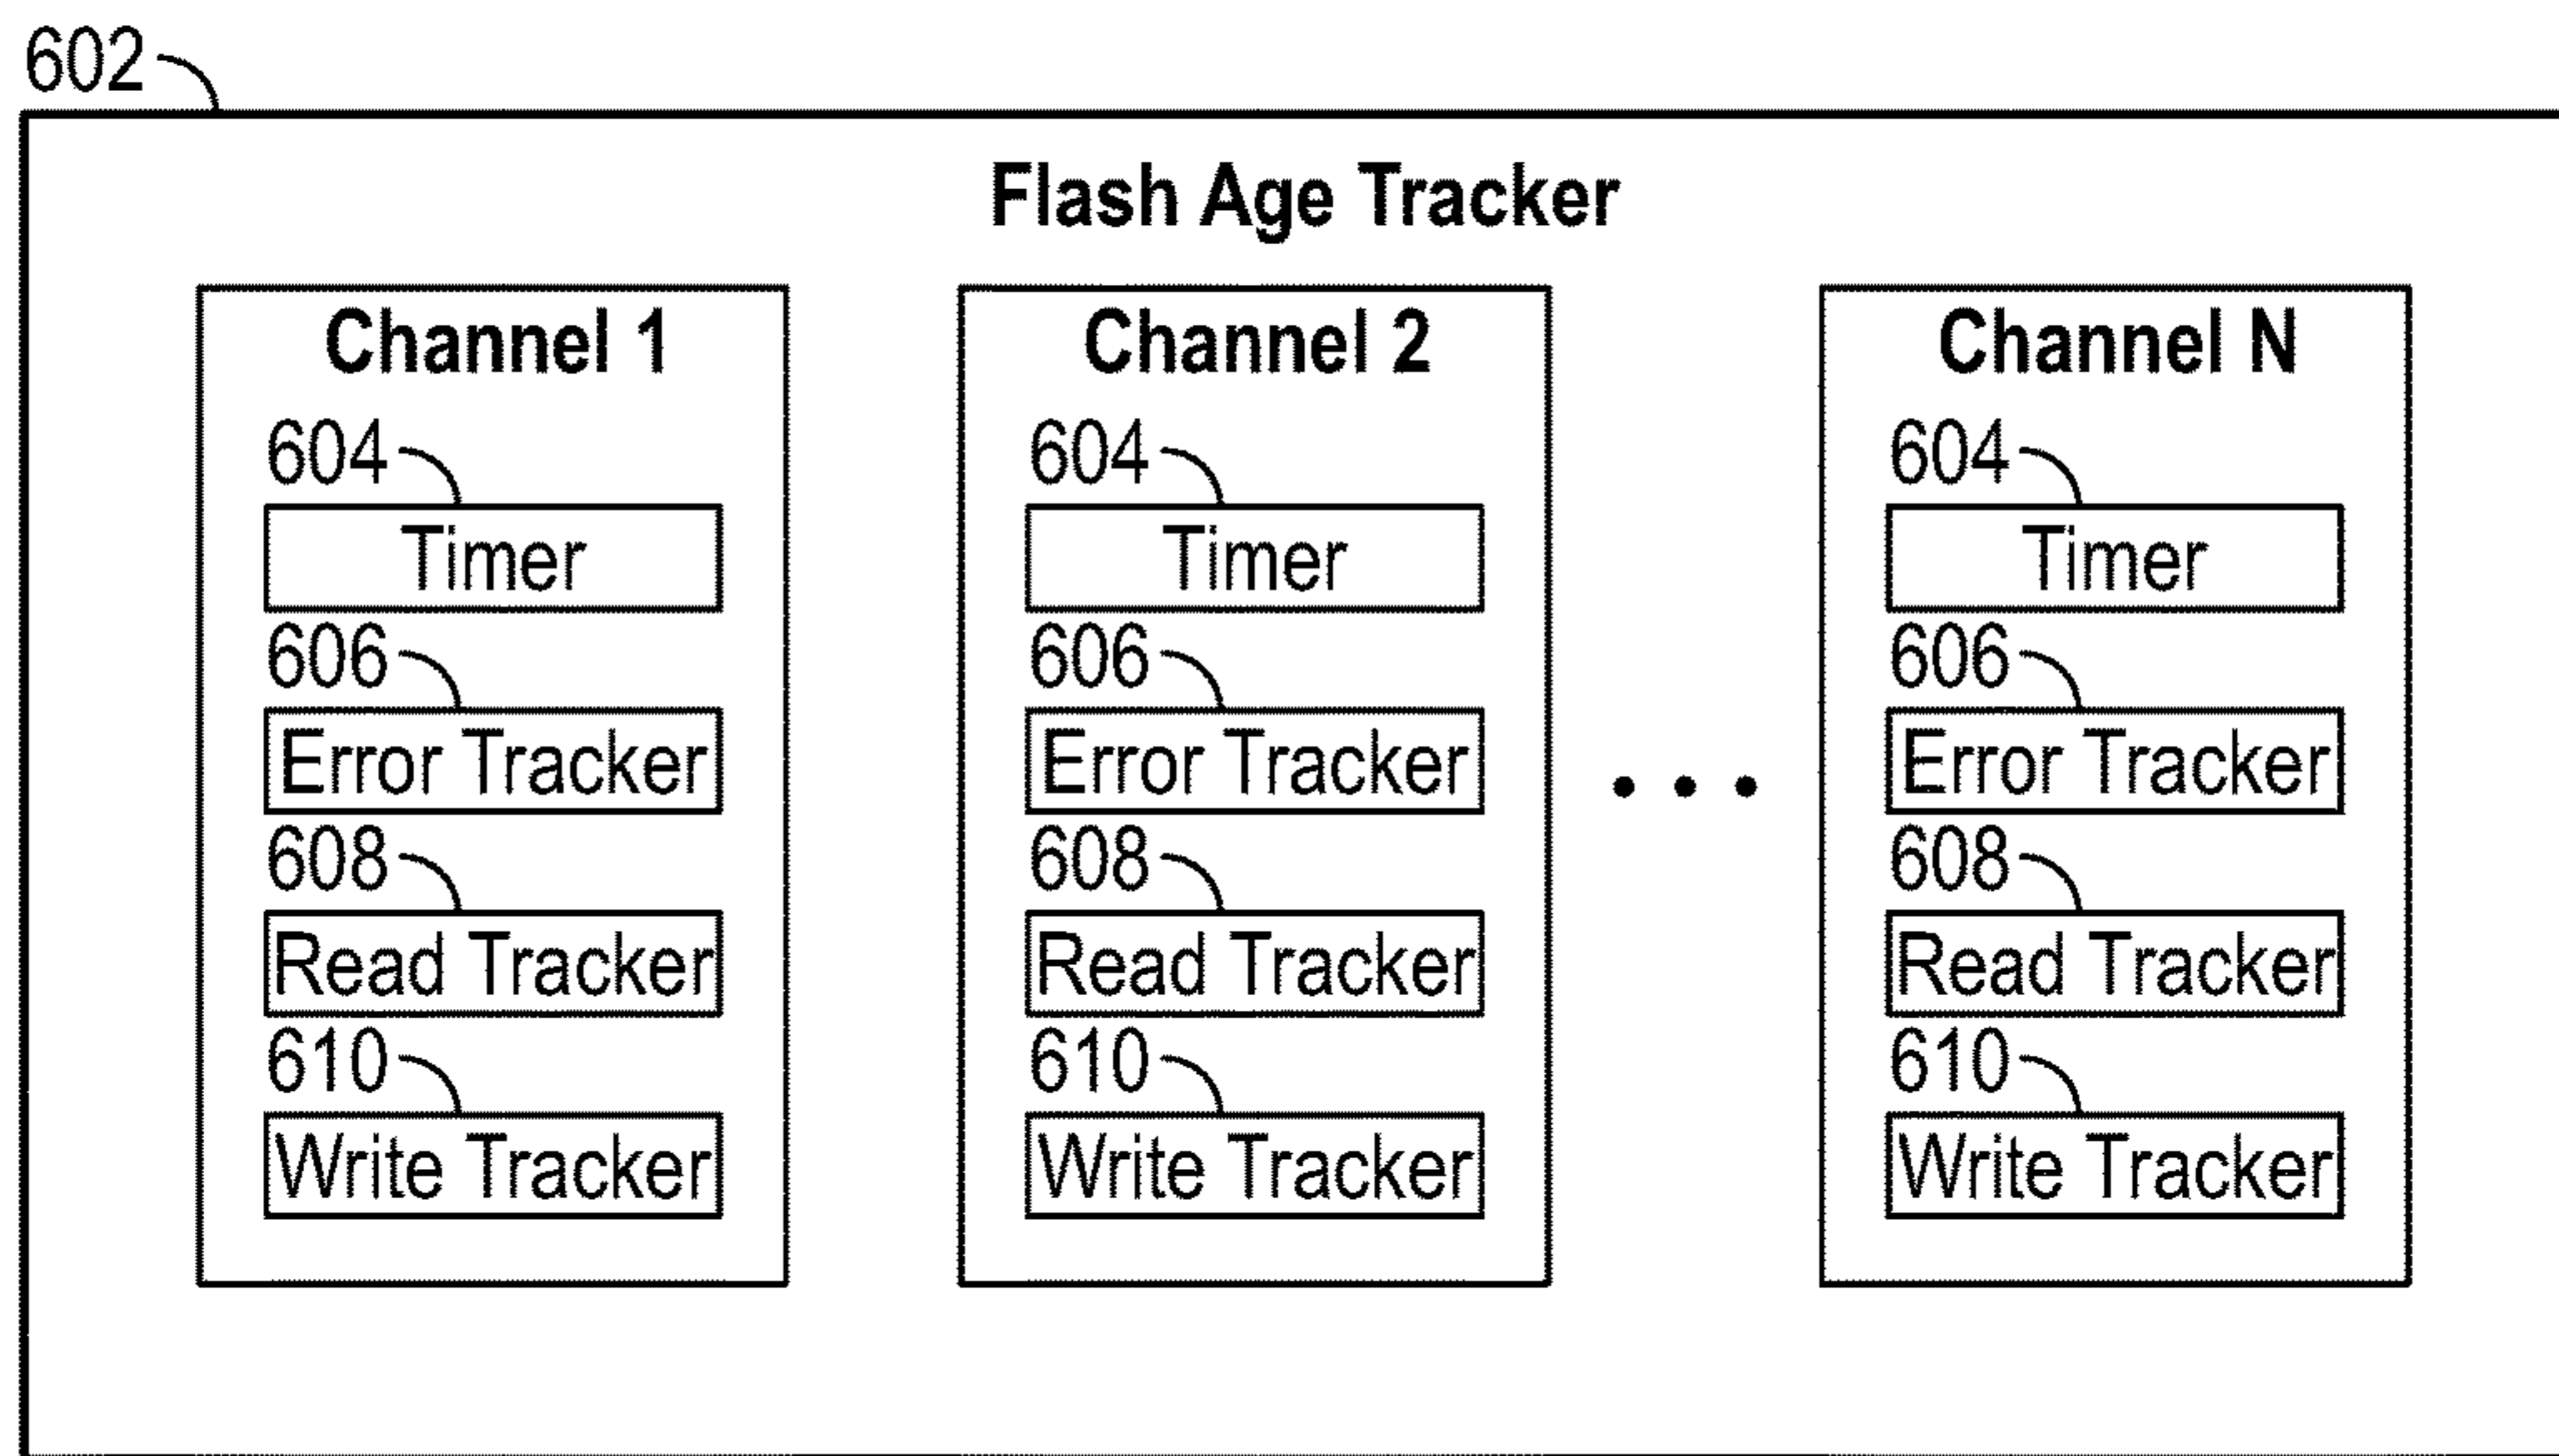 602
Flash Age Tracker
Channel 1
604
Timer
606
Error Tracker
608
Read Tracker
610
Write Tracker
Channel 2
604
Timer
606
Error Tracker
608
Read Tracker
610
Write Tracker
. . .
Channel N
604
Timer
606
Error Tracker
608
Read Tracker
610
Write Tracker